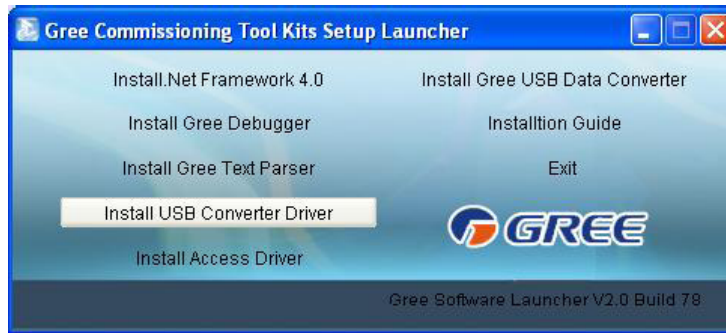 Gree Commissioning Tool Kits Setup Launcher
Install.Net Framework 4.0
Install Gree USB Data Converter
Install Gree Debugger
Installtion Guide
Install Gree Text Parser
Exit
Install USB Converter Driver
GREE
Install Access Driver
Gree Software Launcher V2.0 Build 78